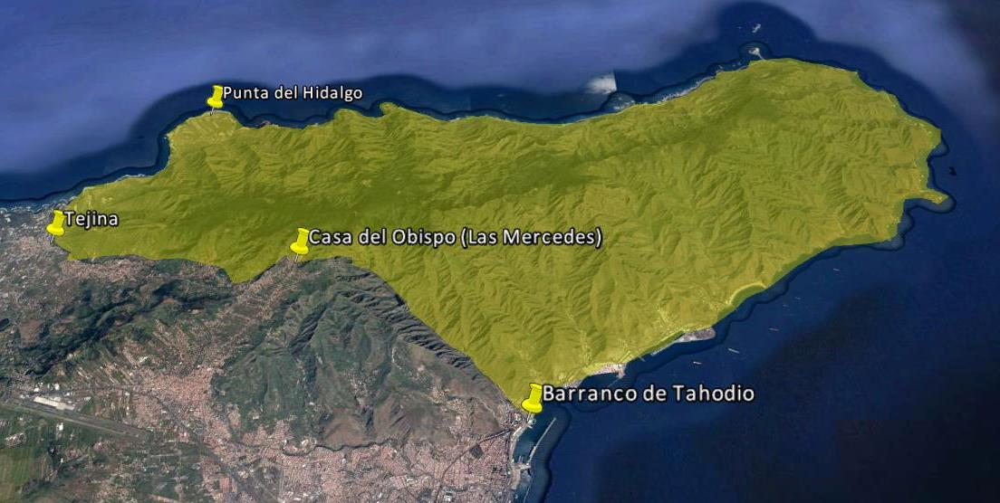 Punta del Hidalgo
Tejina
Casa del Obispo (Las Mercedes)
Barranco de Tahodio